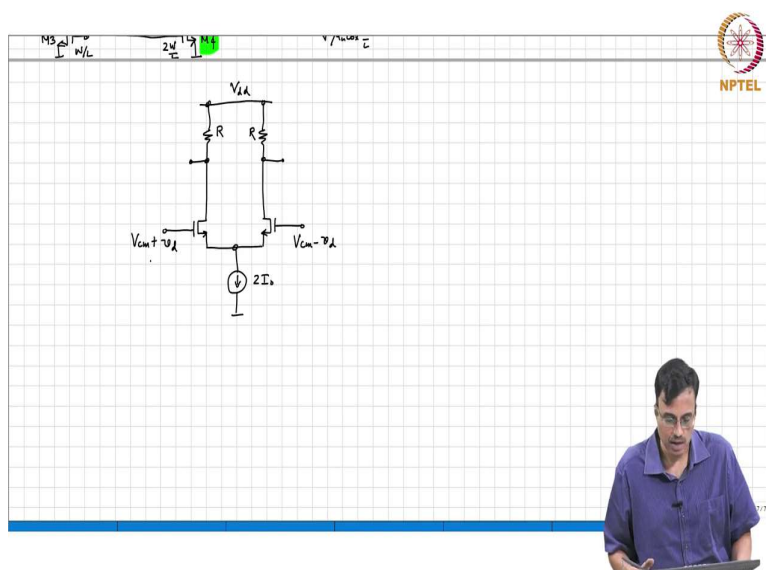 M3 W/L 2W/L M4
NPTEL
Vdd
R R
Vcm+vd Vcm-vd
2I₀